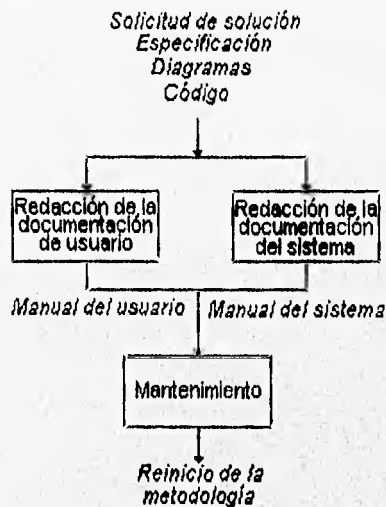 Solicitud de solución
Especificación
Diagramas
Código
Redacción de la
documentación
de usuario
Redacción de la
documentación
del sistema
Manual del usuario
Manual del sistema
Mantenimiento
Reinicio de la
metodología